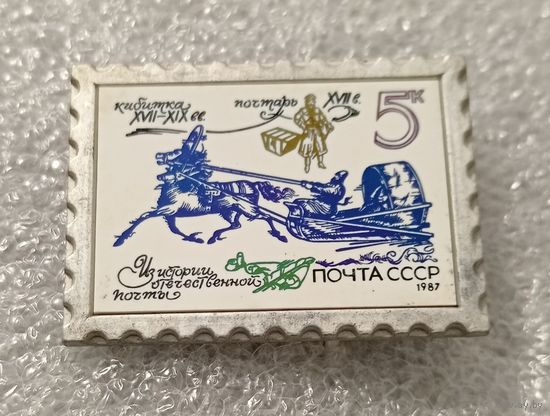 кибитка
XVII–XIX вв.
почтарь XVII в.
5К
Из истории
отечественной
почты
ПОЧТА СССР
1987